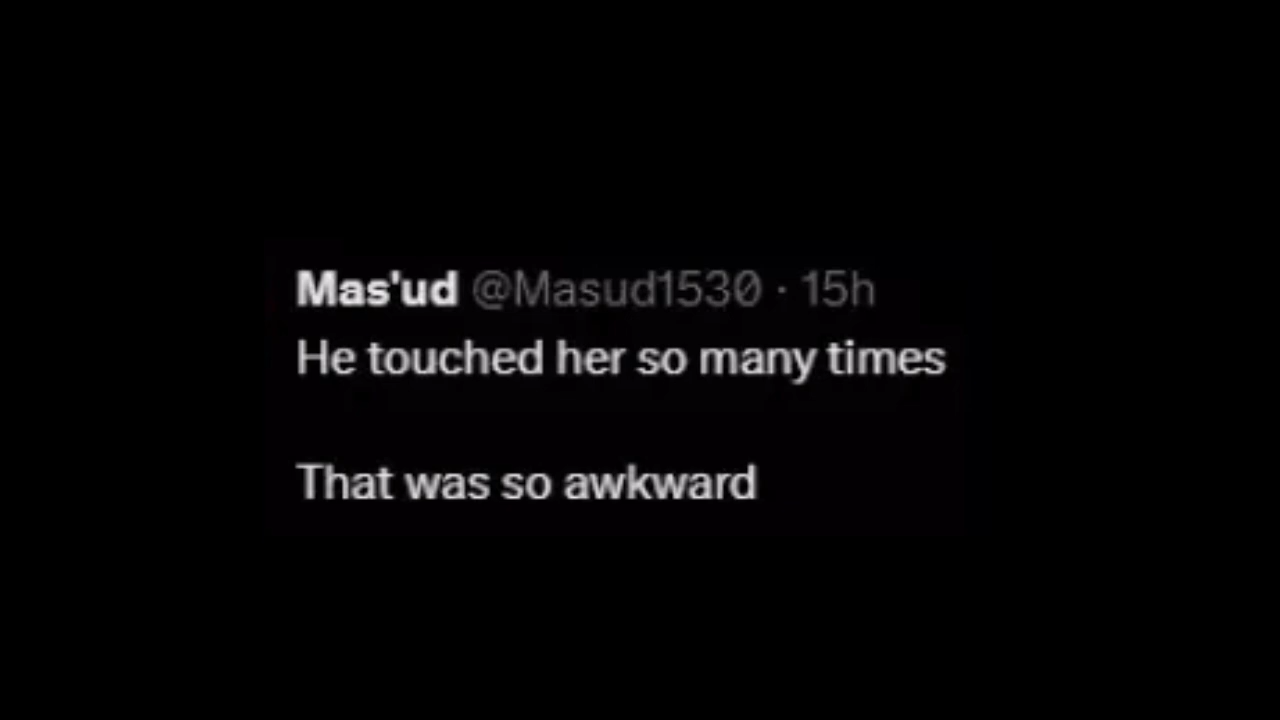 Mas'ud @Masud1530 · 15h
He touched her so many times
That was so awkward